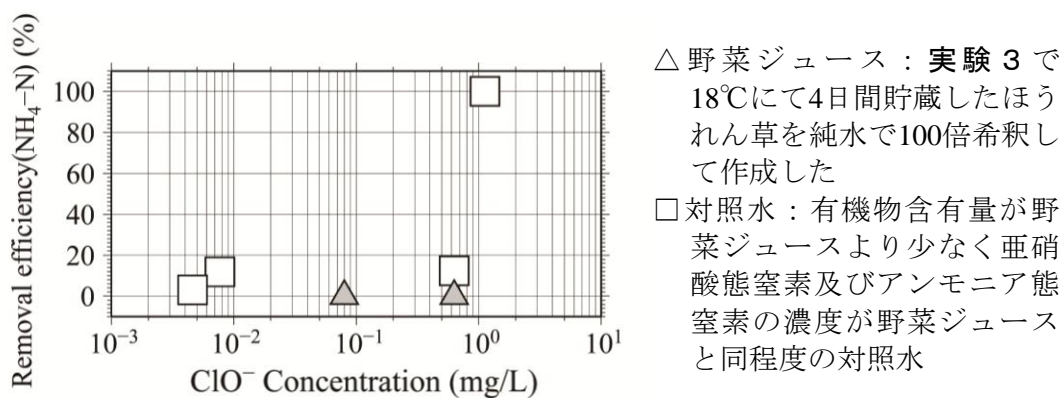 Removal efficiency(NH₄−N) (%)
100
80
60
40
20
0
10⁻³
10⁻²
10⁻¹
10⁰
10¹
ClO⁻ Concentration (mg/L)
△野菜ジュース：実験３で
18℃にて4日間貯蔵したほう
れん草を純水で100倍希釈し
て作成した
□対照水：有機物含有量が野
菜ジュースより少なく亜硝
酸態窒素及びアンモニア態
窒素の濃度が野菜ジュース
と同程度の対照水